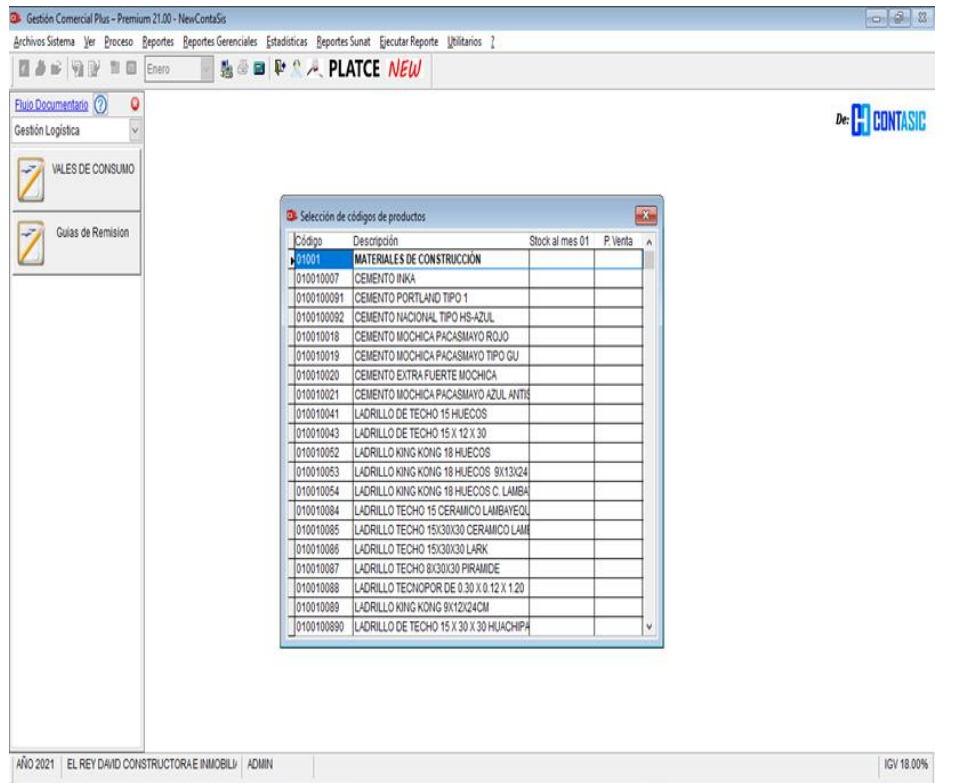 Gestión Comercial Plus – Premium 21.00 - NewContaSis
Archivos Sistema Ver Proceso Reportes Reportes Gerenciales Estadísticas Reportes Sunat Ejecutar Reporte Utilitarios ?
Enero PLATCE NEW
Flujo Documentario ?
Gestión Logística
De: CONTASIC
VALES DE CONSUMO
Guias de Remision
Selección de códigos de productos
Código Descripción Stock al mes 01 P. Venta
01001 MATERIALES DE CONSTRUCCIÓN
010010007 CEMENTO INKA
0100100091 CEMENTO PORTLAND TIPO 1
0100100092 CEMENTO NACIONAL TIPO HS-AZUL
010010018 CEMENTO MOCHICA PACASMAYO ROJO
010010019 CEMENTO MOCHICA PACASMAYO TIPO GU
010010020 CEMENTO EXTRA FUERTE MOCHICA
010010021 CEMENTO MOCHICA PACASMAYO AZUL ANTIS
010010041 LADRILLO DE TECHO 15 HUECOS
010010043 LADRILLO DE TECHO 15 X 12 X 30
010010052 LADRILLO KING KONG 18 HUECOS
010010053 LADRILLO KING KONG 18 HUECOS 9X13X24
010010054 LADRILLO KING KONG 18 HUECOS C. LAMBA
010010084 LADRILLO TECHO 15 CERAMICO LAMBAYEQU
010010085 LADRILLO TECHO 15X30X30 CERAMICO LAME
010010086 LADRILLO TECHO 15X30X30 LARK
010010087 LADRILLO TECHO 8X30X30 PIRAMIDE
010010088 LADRILLO TECNOPOR DE 0.30 X 0.12 X 1.20
010010089 LADRILLO KING KONG 9X12X24CM
0100100890 LADRILLO DE TECHO 15 X 30 X 30 HUACHIPA
AÑO 2021 EL REY DAVID CONSTRUCTORA E INMOBILI ADMIN IGV 18.00%